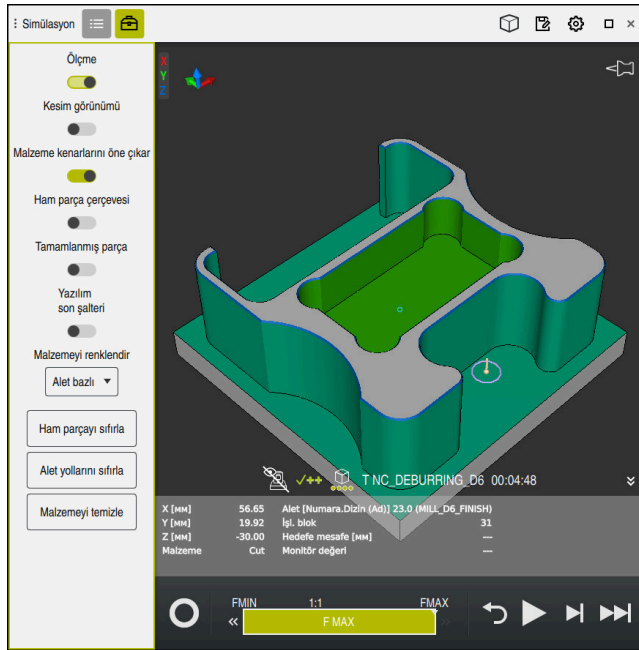 Simülasyon
Ölçme
Kesim görünümü
Malzeme kenarlarını öne çıkar
Ham parça çerçevesi
Tamamlanmış parça
Yazılım
son şalteri
Malzemeyi renklendir
Alet bazlı
Ham parçayı sıfırla
Alet yollarını sıfırla
Malzemeyi temizle
X
Y
Z
T NC_DEBURRING_D6 00:04:48
X [MM] 56.65 Alet [Numara.Dizin (Ad)] 23.0 (MILL_D6_FINISH)
Y [MM] 19.92 İşl. blok 31
Z [MM] -30.00 Hedefe mesafe [MM] ---
Malzeme Cut Monitör değeri ---
FMIN 1:1 FMAX
F MAX